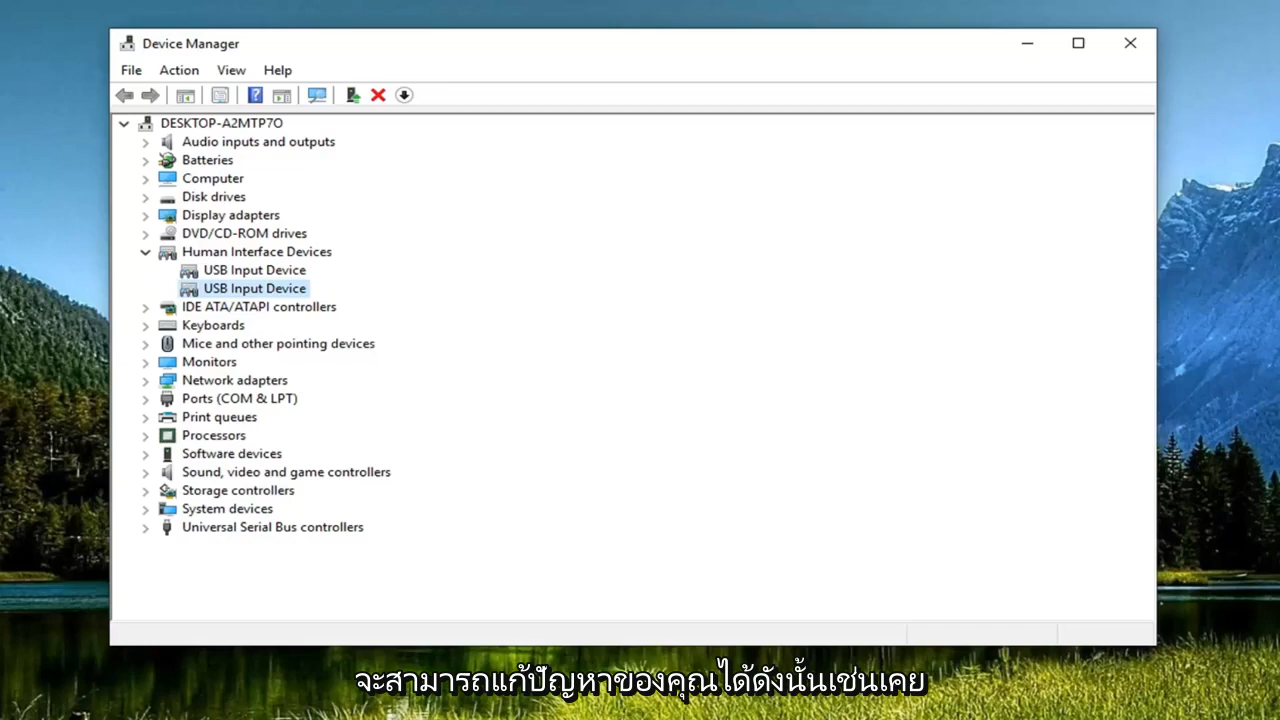 Device Manager
File Action View Help
DESKTOP-A2MTP7O
Audio inputs and outputs
Batteries
Computer
Disk drives
Display adapters
DVD/CD-ROM drives
Human Interface Devices
USB Input Device
USB Input Device
IDE ATA/ATAPI controllers
Keyboards
Mice and other pointing devices
Monitors
Network adapters
Ports (COM & LPT)
Print queues
Processors
Software devices
Sound, video and game controllers
Storage controllers
System devices
Universal Serial Bus controllers
จะสามารถแก้ปัญหาของคุณได้ดังนั้นเช่นเคย